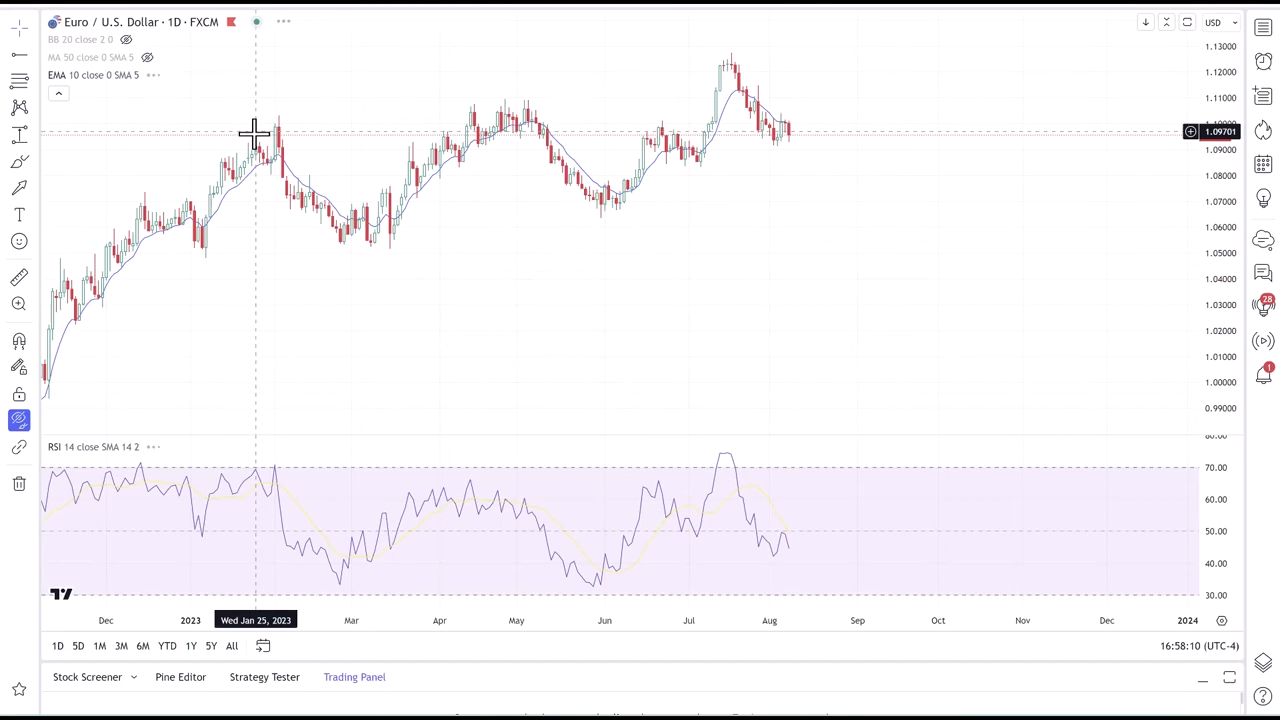 Euro / U.S. Dollar · 1D · FXCM
USD
BB 20 close 2 0
MA 50 close 0 SMA 5
EMA 10 close 0 SMA 5
1.13000
1.12000
1.11000
1.09701
1.09000
1.08000
1.07000
1.06000
1.05000
1.04000
1.03000
1.02000
1.01000
1.00000
0.99000
28
1
RSI 14 close SMA 14 2
80.00
70.00
60.00
50.00
40.00
30.00
Dec 2023 Wed Jan 25, 2023 Mar Apr May Jun Jul Aug Sep Oct Nov Dec 2024
1D 5D 1M 3M 6M YTD 1Y 5Y All
16:58:10 (UTC-4)
Stock Screener Pine Editor Strategy Tester Trading Panel